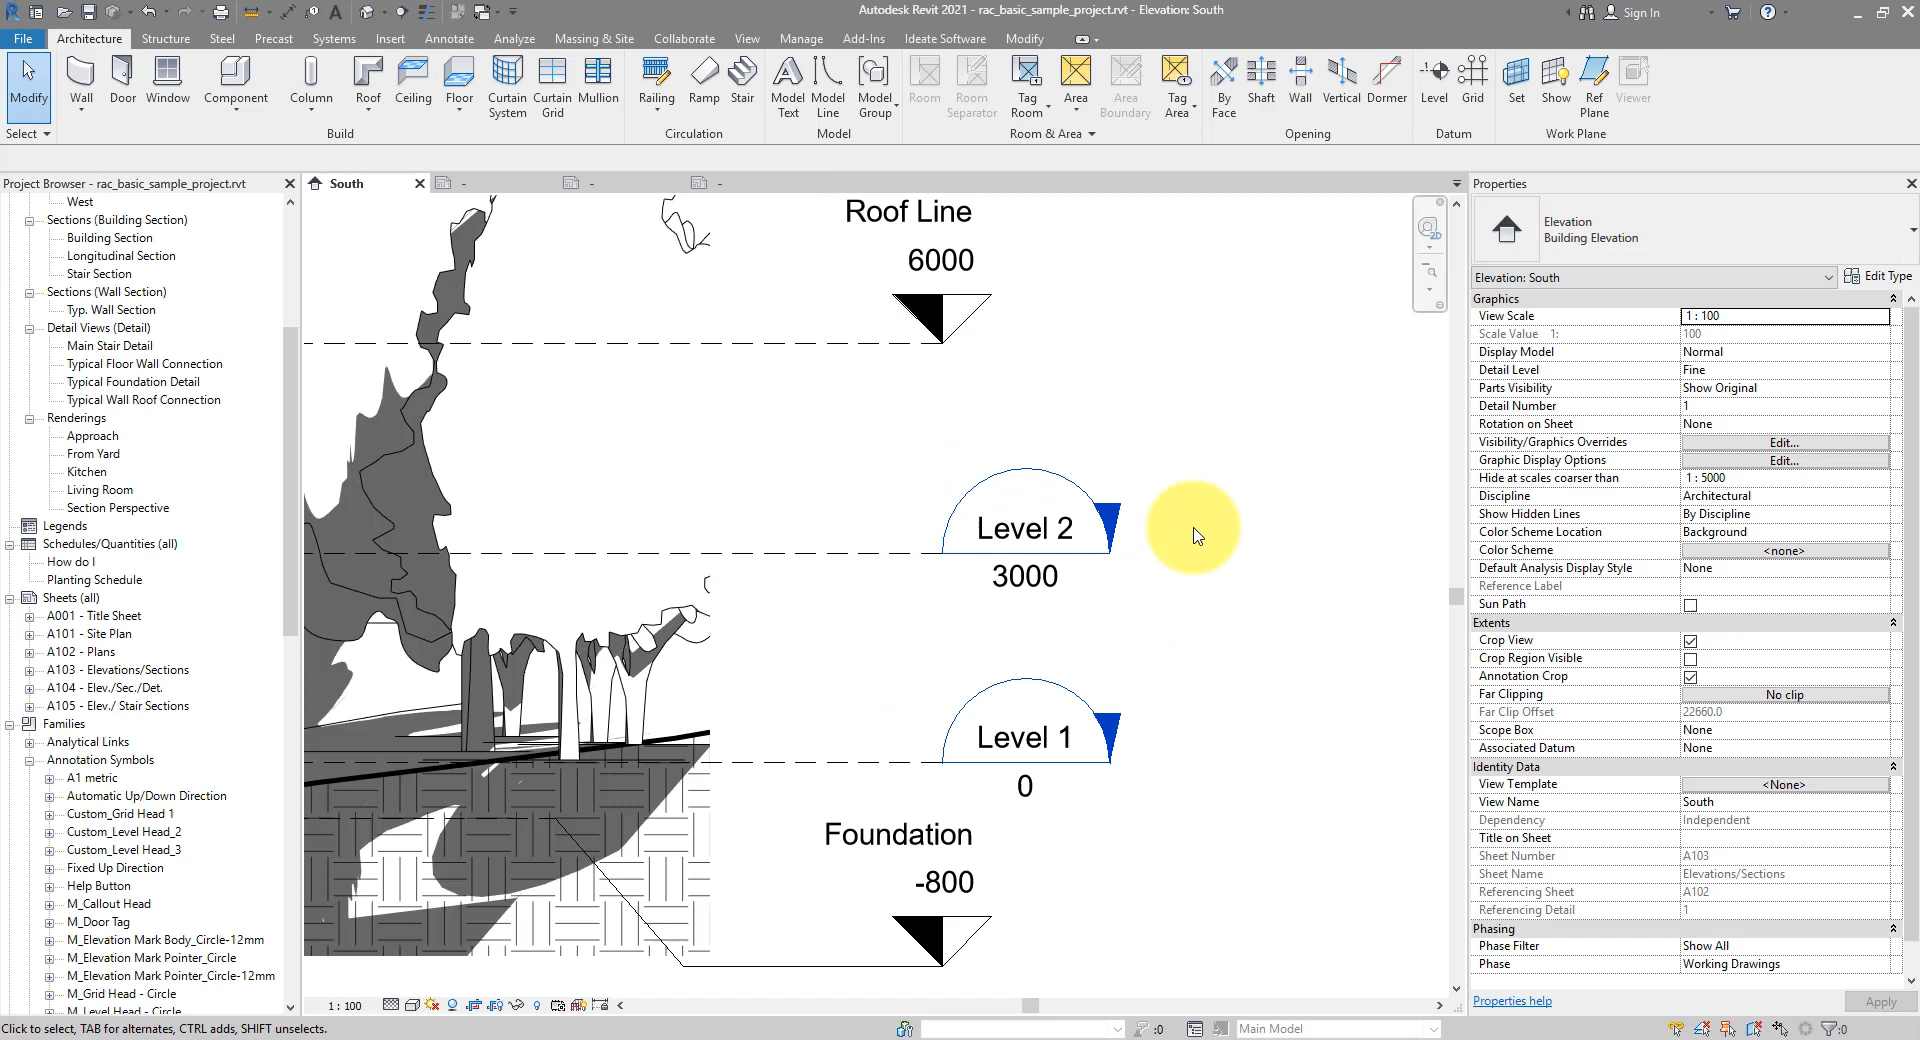 Autodesk Revit 2021 - rac_basic_sample_project.rvt - Elevation: South
Sign In
File Architecture Structure Steel Precast Systems Insert Annotate Analyze Massing & Site Collaborate View Manage Add-Ins Ideate Software Modify
Modify Wall Door Window Component Column Roof Ceiling Floor Curtain System Curtain Grid Mullion Railing Ramp Stair Model Text Model Line Model Group Room Room Separator Tag Room Area Area Boundary Tag Area By Face Shaft Wall Vertical Dormer Level Grid Set Show Ref Plane Viewer
Select Build Circulation Model Room & Area Opening Datum Work Plane
Project Browser - rac_basic_sample_project.rvt
West
Sections (Building Section)
Building Section
Longitudinal Section
Stair Section
Sections (Wall Section)
Typ. Wall Section
Detail Views (Detail)
Main Stair Detail
Typical Floor Wall Connection
Typical Foundation Detail
Typical Wall Roof Connection
Renderings
Approach
From Yard
Kitchen
Living Room
Section Perspective
Legends
Schedules/Quantities (all)
How do I
Planting Schedule
Sheets (all)
A001 - Title Sheet
A101 - Site Plan
A102 - Plans
A103 - Elevations/Sections
A104 - Elev./Sec./Det.
A105 - Elev./ Stair Sections
Families
Analytical Links
Annotation Symbols
A1 metric
Automatic Up/Down Direction
Custom_Grid Head 1
Custom_Level Head_2
Custom_Level Head_3
Fixed Up Direction
Help Button
M_Callout Head
M_Door Tag
M_Elevation Mark Body_Circle-12mm
M_Elevation Mark Pointer_Circle
M_Elevation Mark Pointer_Circle-12mm
M_Grid Head - Circle
M_Level Head - Circle
South - - -
2D
Roof Line
6000
Level 2
3000
Level 1
0
Foundation
-800
1 : 100
Properties
Elevation
Building Elevation
Elevation: South Edit Type
Graphics
View Scale 1 : 100
Scale Value 1: 100
Display Model Normal
Detail Level Fine
Parts Visibility Show Original
Detail Number 1
Rotation on Sheet None
Visibility/Graphics Overrides Edit...
Graphic Display Options Edit...
Hide at scales coarser than 1 : 5000
Discipline Architectural
Show Hidden Lines By Discipline
Color Scheme Location Background
Color Scheme <none>
Default Analysis Display Style None
Reference Label
Sun Path
Extents
Crop View
Crop Region Visible
Annotation Crop
Far Clipping No clip
Far Clip Offset 22660.0
Scope Box None
Associated Datum None
Identity Data
View Template <None>
View Name South
Dependency Independent
Title on Sheet
Sheet Number A103
Sheet Name Elevations/Sections
Referencing Sheet A102
Referencing Detail 1
Phasing
Phase Filter Show All
Phase Working Drawings
Properties help Apply
Click to select, TAB for alternates, CTRL adds, SHIFT unselects. :0 Main Model :0